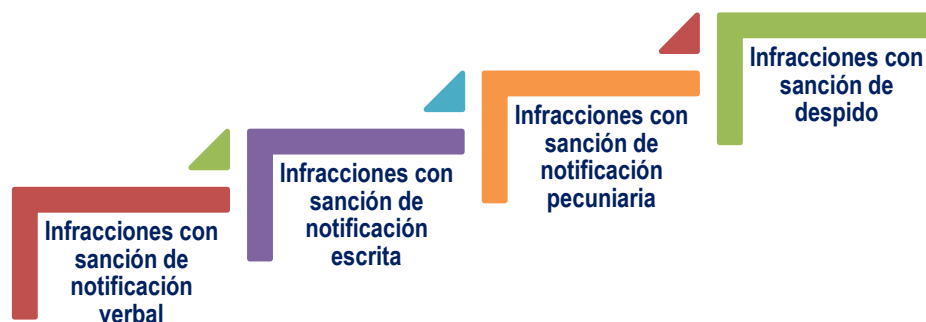 Infracciones con
sanción de
notificación
verbal
Infracciones con
sanción de
notificación
escrita
Infracciones con
sanción de
notificación
pecuniaria
Infracciones con
sanción de
despido